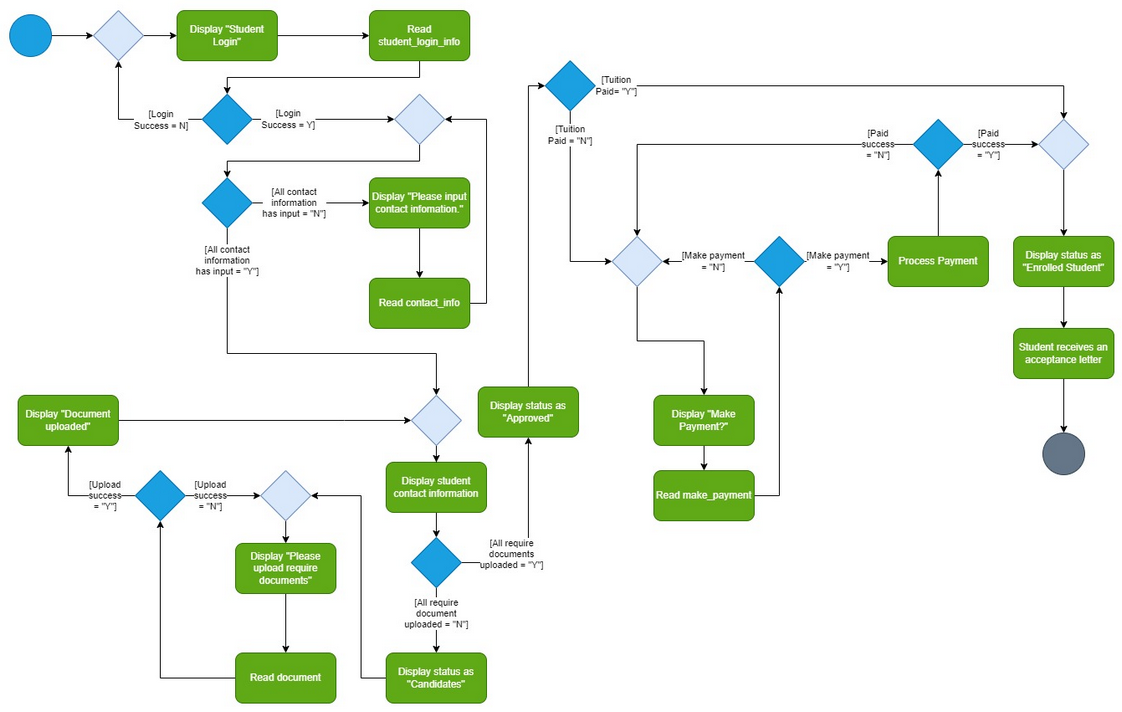 Display "Student
Login"
Read
student_login_info
[Login
Success = N]
[Login
Success = Y]
[All contact
information
has input = "N"]
Display "Please input
contact infomation."
[All contact
information
has input = "Y"]
Read contact_info
Display "Document
uploaded"
[Upload
success
= "Y"]
[Upload
success
= "N"]
Display "Please
upload require
documents"
Read document
Display student
contact information
[All require
documents
uploaded = "Y"]
[All require
document
uploaded = "N"]
Display status as
"Candidates"
Display status as
"Approved"
[Tuition
Paid= "Y"]
[Tuition
Paid = "N"]
[Paid
success
= "N"]
[Paid
success
= "Y"]
[Make payment
= "N"]
[Make payment
= "Y"]
Process Payment
Display "Make
Payment?"
Read make_payment
Display status as
"Enrolled Student"
Student receives an
acceptance letter